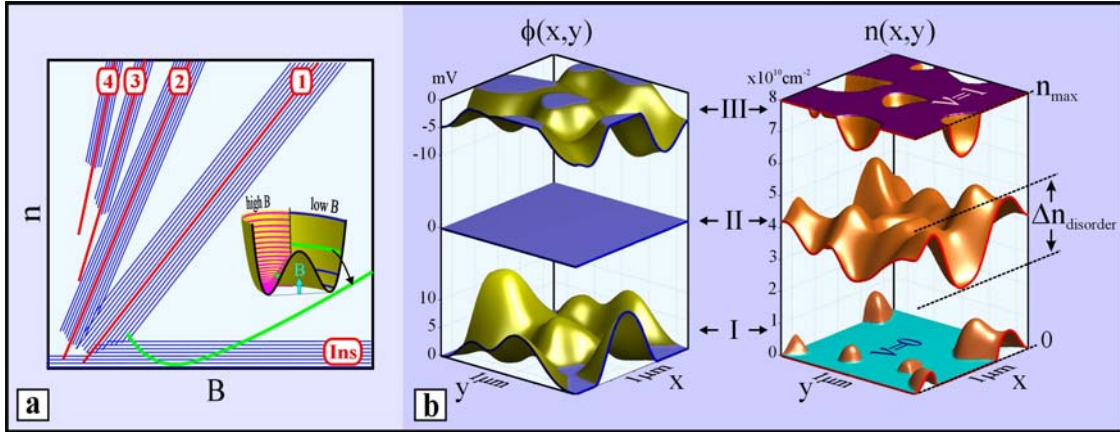 4
3
2
1
high B
low B
B
Ins
n
B
a
ϕ(x,y)
mV
0
-5
-10
0
10
5
0
y
1μm
1μm
x
III
II
I
n(x,y)
x10¹⁰cm⁻²
8
7
6
5
4
3
2
1
0
ν=1
ν=0
n_max
Δn_disorder
0
y
1μm
1μm
x
b